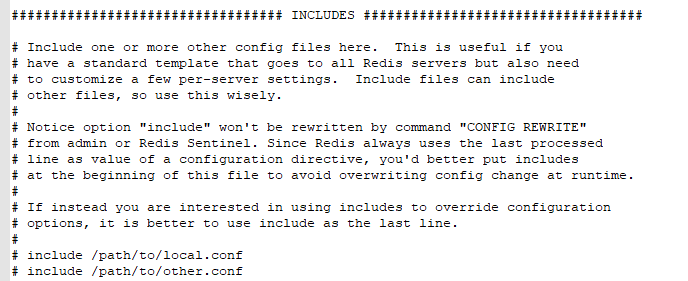 ################################## INCLUDES ###################################
# Include one or more other config files here.  This is useful if you
# have a standard template that goes to all Redis servers but also need
# to customize a few per-server settings.  Include files can include
# other files, so use this wisely.
#
# Notice option "include" won't be rewritten by command "CONFIG REWRITE"
# from admin or Redis Sentinel. Since Redis always uses the last processed
# line as value of a configuration directive, you'd better put includes
# at the beginning of this file to avoid overwriting config change at runtime.
#
# If instead you are interested in using includes to override configuration
# options, it is better to use include as the last line.
#
# include /path/to/local.conf
# include /path/to/other.conf